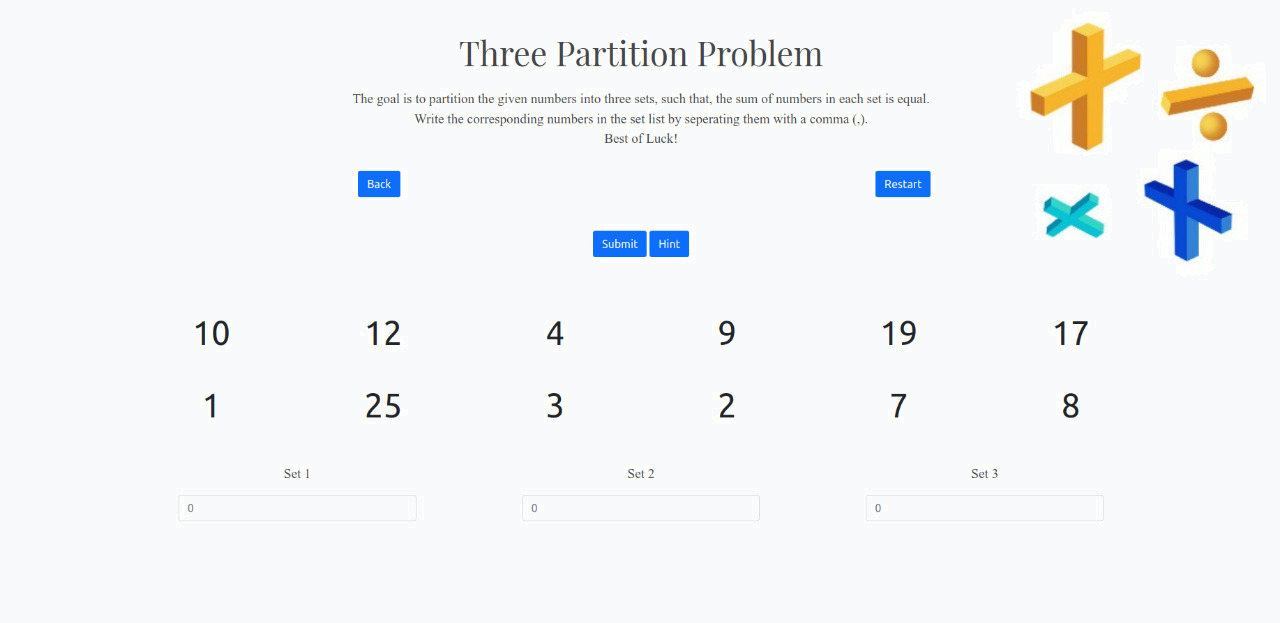 Three Partition Problem
The goal is to partition the given numbers into three sets, such that, the sum of numbers in each set is equal.
Write the corresponding numbers in the set list by seperating them with a comma (,).
Best of Luck!
Back Restart
Submit Hint
10 12 4 9 19 17
1 25 3 2 7 8
Set 1 Set 2 Set 3
0 0 0